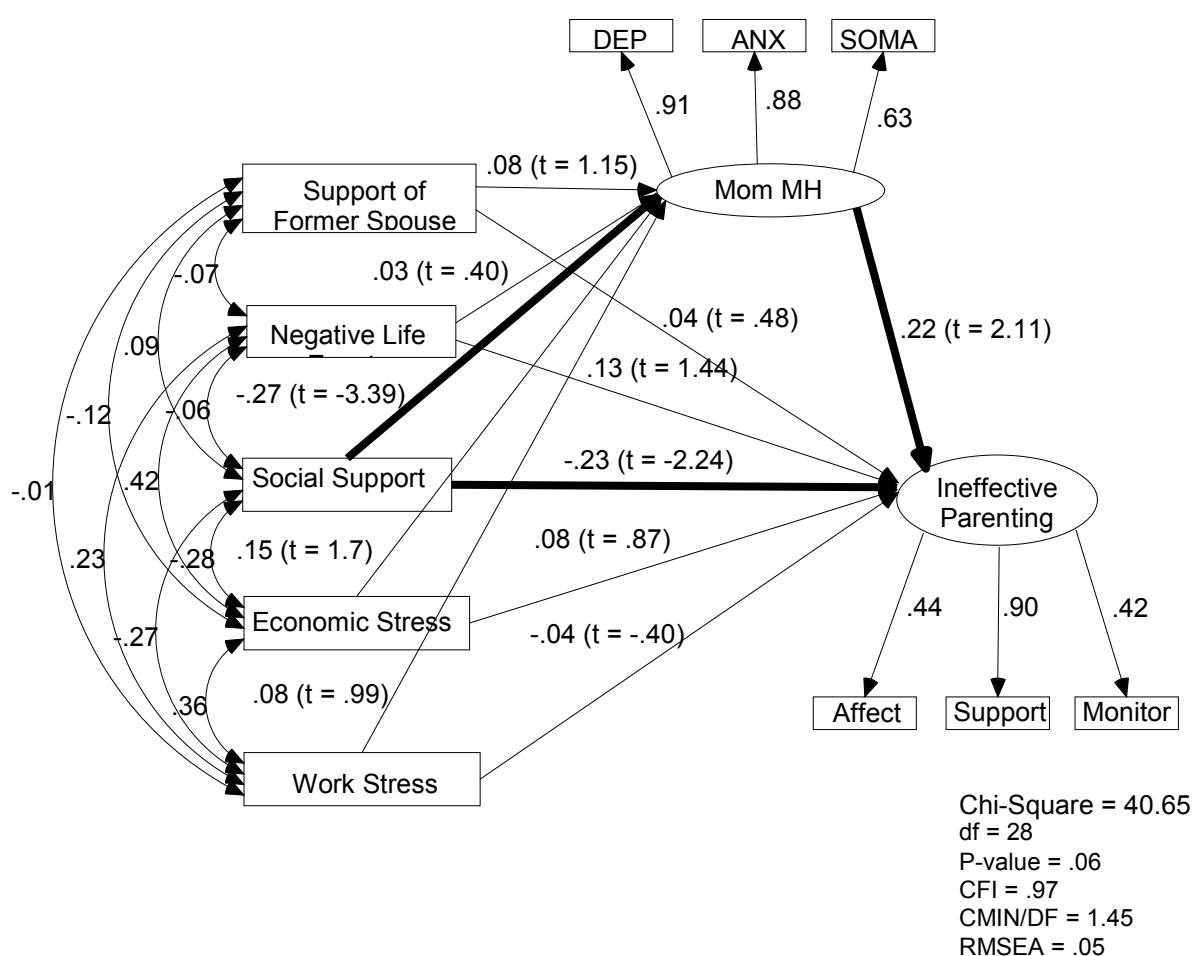 DEP
ANX
SOMA
.91
.88
.63
.08 (t = 1.15)
Mom MH
Support of
Former Spouse
-.07
.03 (t = .40)
.04 (t = .48)
.22 (t = 2.11)
Negative Life
.09
.13 (t = 1.44)
-.27 (t = -3.39)
-.06
-.12
-.23 (t = -2.24)
Social Support
-.01
.42
Ineffective
Parenting
.15 (t = 1.7)
.08 (t = .87)
.23
-.28
.44
.90
.42
Economic Stress
-.04 (t = -.40)
-.27
.08 (t = .99)
.36
Affect
Support
Monitor
Work Stress
Chi-Square = 40.65
df = 28
P-value = .06
CFI = .97
CMIN/DF = 1.45
RMSEA = .05